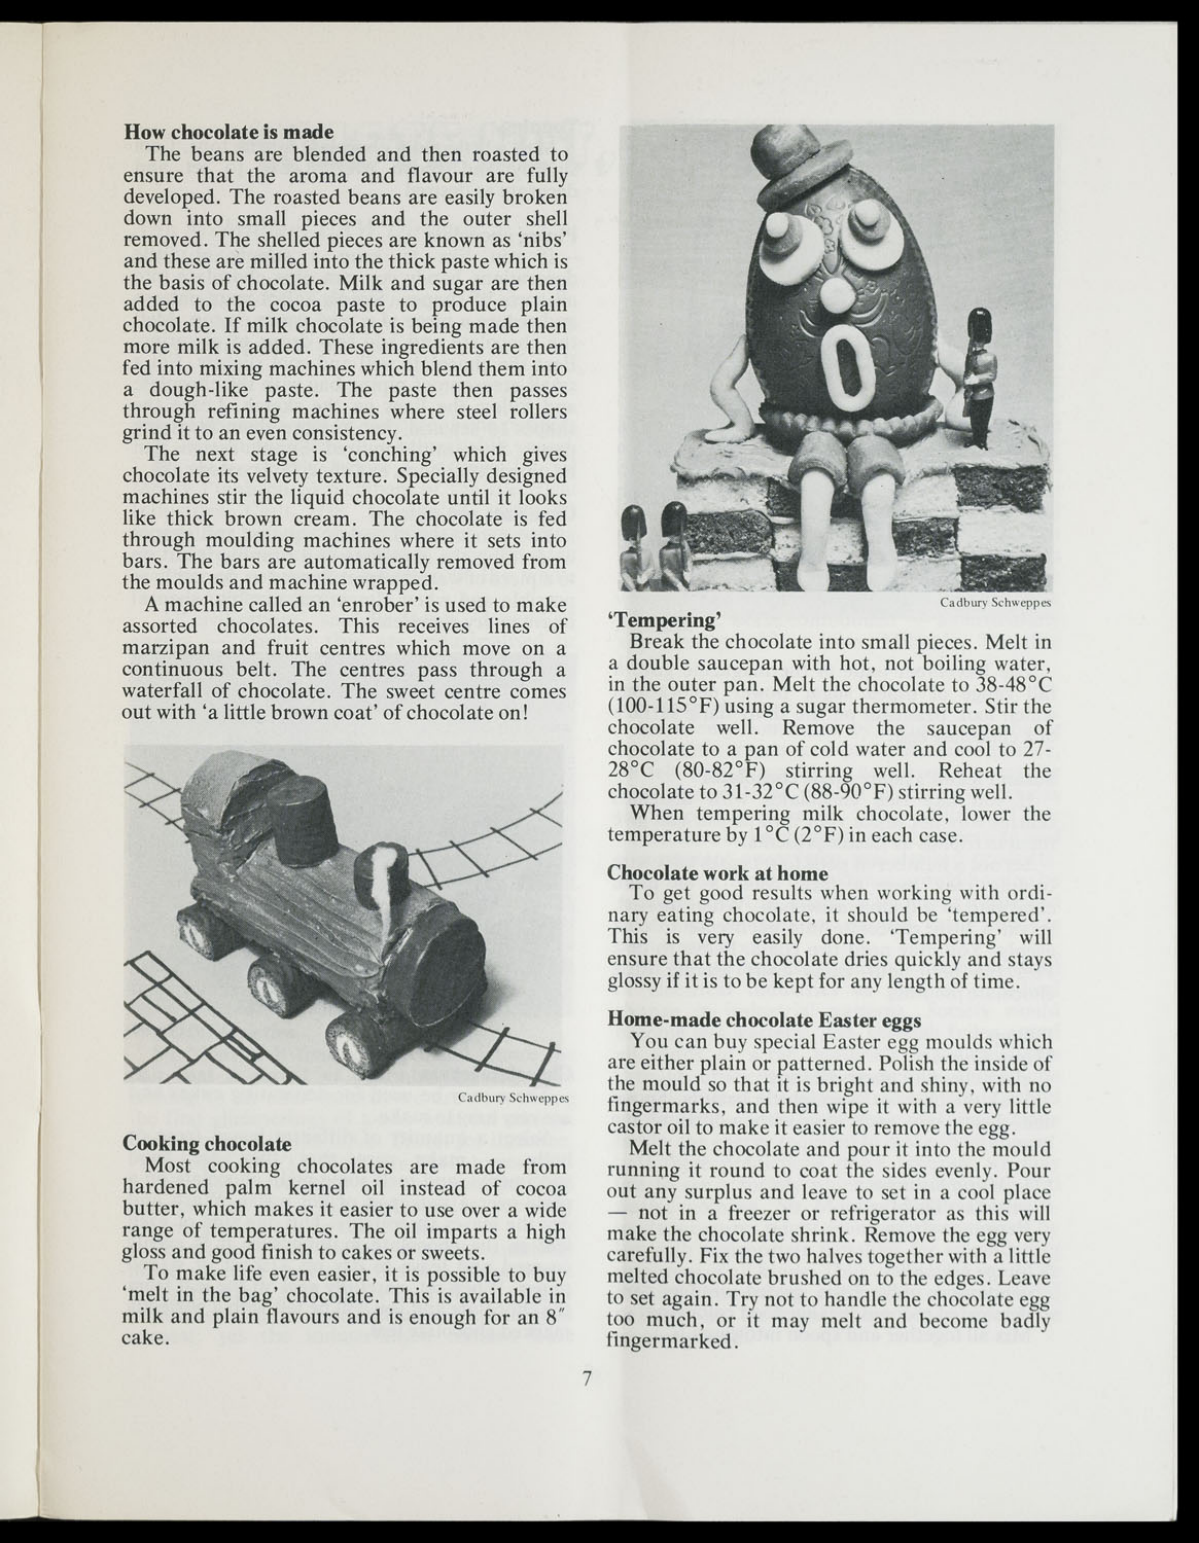 How chocolate is made
The beans are blended and then roasted to
ensure that the aroma and flavour are fully
developed. The roasted beans are easily broken
down into small pieces and the outer shell
removed. The shelled pieces are known as ‘nibs’
and these are milled into the thick paste which is
the basis of chocolate. Milk and sugar are then
added to the cocoa paste to produce plain
chocolate. If milk chocolate is being made then
more milk is added. These ingredients are then
fed into mixing machines which blend them into
a dough-like paste. The paste then passes
through refining machines where steel rollers
grind it to an even consistency.
The next stage is ‘conching’ which gives
chocolate its velvety texture. Specially designed
machines stir the liquid chocolate until it looks
like thick brown cream. The chocolate is fed
through moulding machines where it sets into
bars. The bars are automatically removed from
the moulds and machine wrapped.
A machine called an ‘enrober’ is used to make
assorted chocolates. This receives lines of
marzipan and fruit centres which move on a
continuous belt. The centres pass through a
waterfall of chocolate. The sweet centre comes
out with ‘a little brown coat’ of chocolate on!
Cadbury Schweppes
Cooking chocolate
Most cooking chocolates are made from
hardened palm kernel oil instead of cocoa
butter, which makes it easier to use over a wide
range of temperatures. The oil imparts a high
gloss and good finish to cakes or sweets.
To make life even easier, it is possible to buy
‘melt in the bag’ chocolate. This is available in
milk and plain flavours and is enough for an 8″
cake.
Cadbury Schweppes
‘Tempering’
Break the chocolate into small pieces. Melt in
a double saucepan with hot, not boiling water,
in the outer pan. Melt the chocolate to 38-48°C
(100-115°F) using a sugar thermometer. Stir the
chocolate well. Remove the saucepan of
chocolate to a pan of cold water and cool to 27-
28°C (80-82°F) stirring well. Reheat the
chocolate to 31-32°C (88-90°F) stirring well.
When tempering milk chocolate, lower the
temperature by 1°C (2°F) in each case.
Chocolate work at home
To get good results when working with ordi-
nary eating chocolate, it should be ‘tempered’.
This is very easily done. ‘Tempering’ will
ensure that the chocolate dries quickly and stays
glossy if it is to be kept for any length of time.
Home-made chocolate Easter eggs
You can buy special Easter egg moulds which
are either plain or patterned. Polish the inside of
the mould so that it is bright and shiny, with no
fingermarks, and then wipe it with a very little
castor oil to make it easier to remove the egg.
Melt the chocolate and pour it into the mould
running it round to coat the sides evenly. Pour
out any surplus and leave to set in a cool place
— not in a freezer or refrigerator as this will
make the chocolate shrink. Remove the egg very
carefully. Fix the two halves together with a little
melted chocolate brushed on to the edges. Leave
to set again. Try not to handle the chocolate egg
too much, or it may melt and become badly
fingermarked.
7